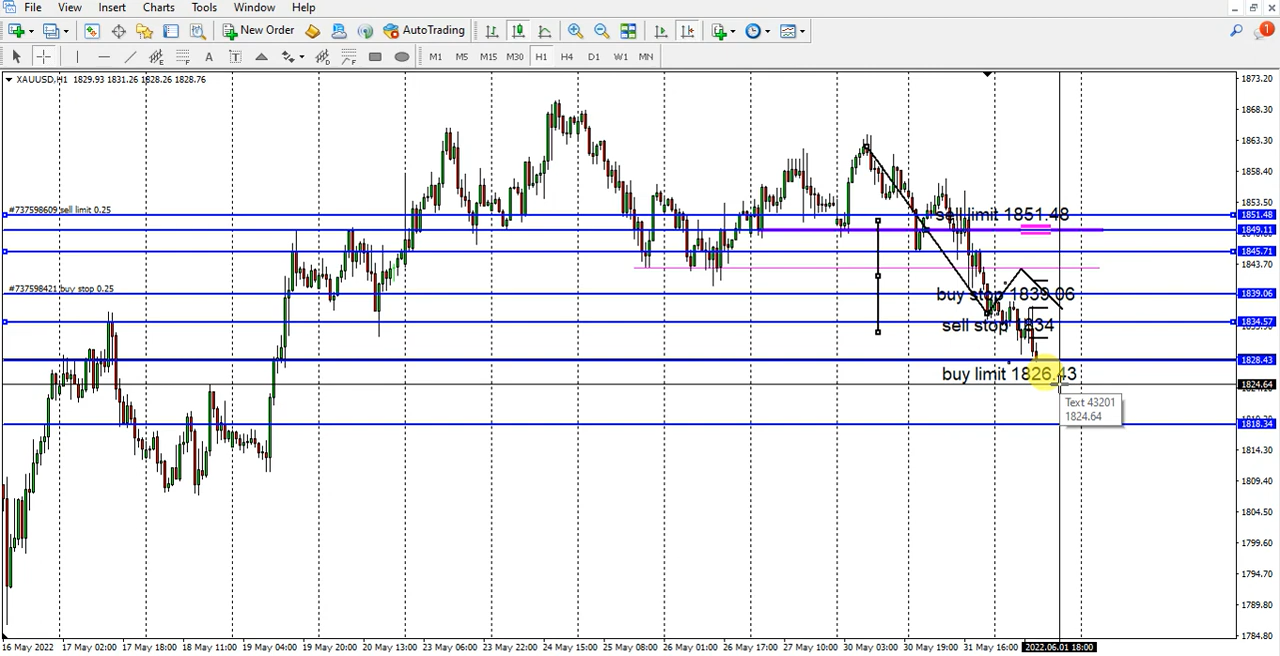 File View Insert Charts Tools Window Help
New Order AutoTrading
A T M1 M5 M15 M30 H1 H4 D1 W1 MN
XAUUSD,H1 1829.93 1831.26 1828.26 1828.76
1873.20
1868.30
1863.30
1858.40
1853.50
#737598609 sell limit 0.25
sell limit 1851.48
1851.48
1849.11
1845.71
1843.70
#737598421 buy stop 0.25
buy stop 1839.06
1839.06
sell stop 1834
1834.57
1828.43
buy limit 1826.43
1824.64
Text 43201
1824.64
1818.34
1814.30
1809.40
1804.50
1799.60
1794.70
1789.80
1784.80
16 May 2022 17 May 02:00 17 May 18:00 18 May 11:00 19 May 04:00 19 May 20:00 20 May 13:00 23 May 06:00 23 May 22:00 24 May 15:00 25 May 08:00 26 May 01:00 26 May 17:00 27 May 10:00 30 May 03:00 30 May 19:00 31 May 16:00 2022.06.01 18:00